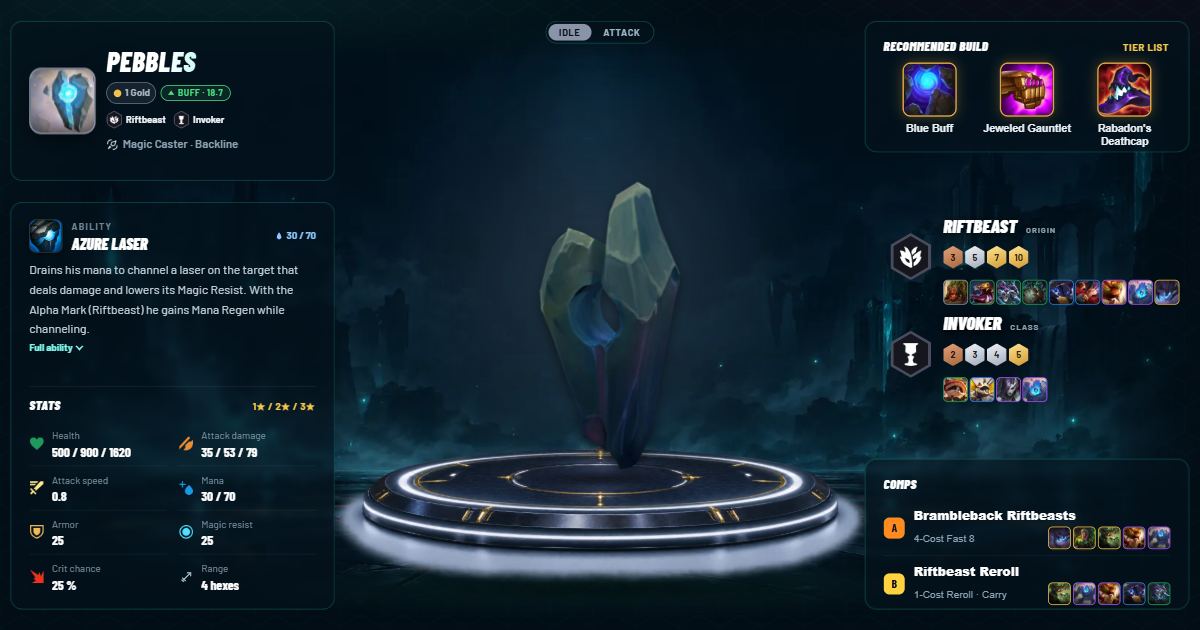 PEBBLES
1 Gold
BUFF · 18.7
Riftbeast
Invoker
Magic Caster · Backline
ABILITY
AZURE LASER
30 / 70
Drains his mana to channel a laser on the target that
deals damage and lowers its Magic Resist. With the
Alpha Mark (Riftbeast) he gains Mana Regen while
channeling.
Full ability
STATS
1★ / 2★ / 3★
Health
500 / 900 / 1620
Attack damage
35 / 53 / 79
Attack speed
0.8
Mana
30 / 70
Armor
25
Magic resist
25
Crit chance
25 %
Range
4 hexes
IDLE
ATTACK
RECOMMENDED BUILD
TIER LIST
Blue Buff
Jeweled Gauntlet
Rabadon's
Deathcap
RIFTBEAST ORIGIN
3 5 7 10
INVOKER CLASS
2 3 4 5
COMPS
A
Brambleback Riftbeasts
4-Cost Fast 8
B
Riftbeast Reroll
1-Cost Reroll · Carry